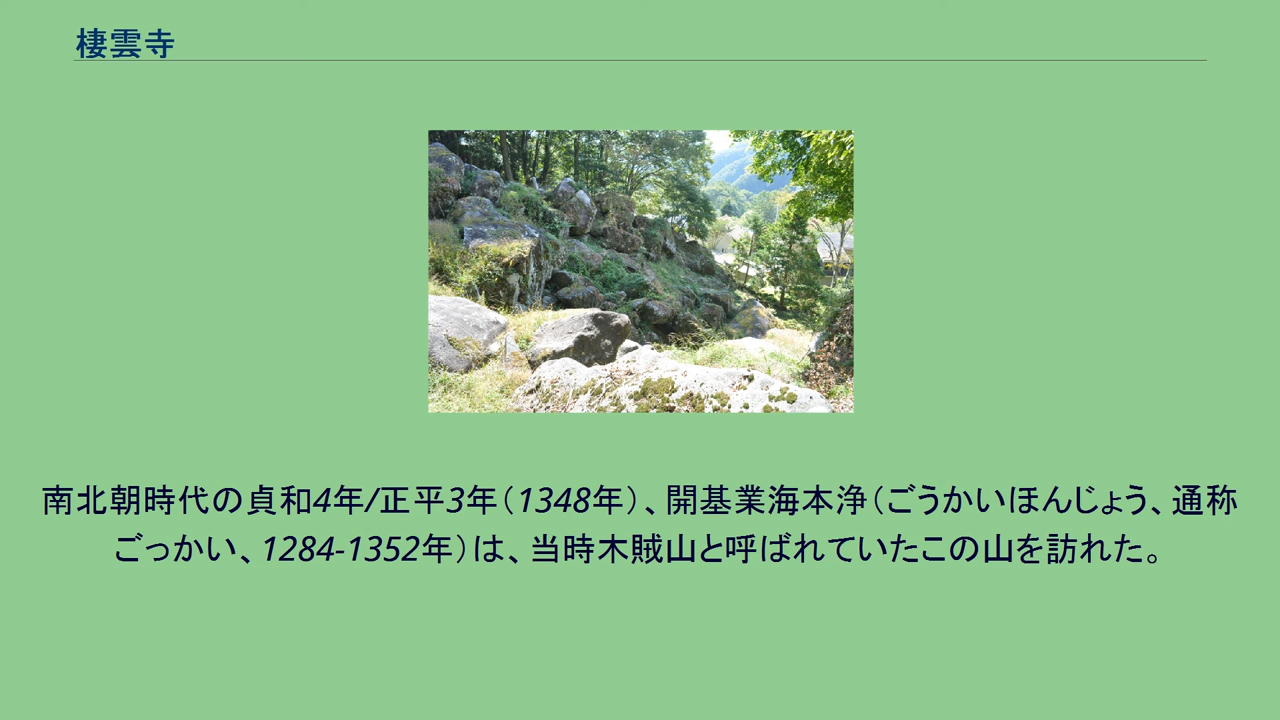 棲雲寺
南北朝時代の貞和4年/正平3年（1348年）、開基業海本浄（ごうかいほんじょう、通称
ごっかい、1284-1352年）は、当時木賊山と呼ばれていたこの山を訪れた。